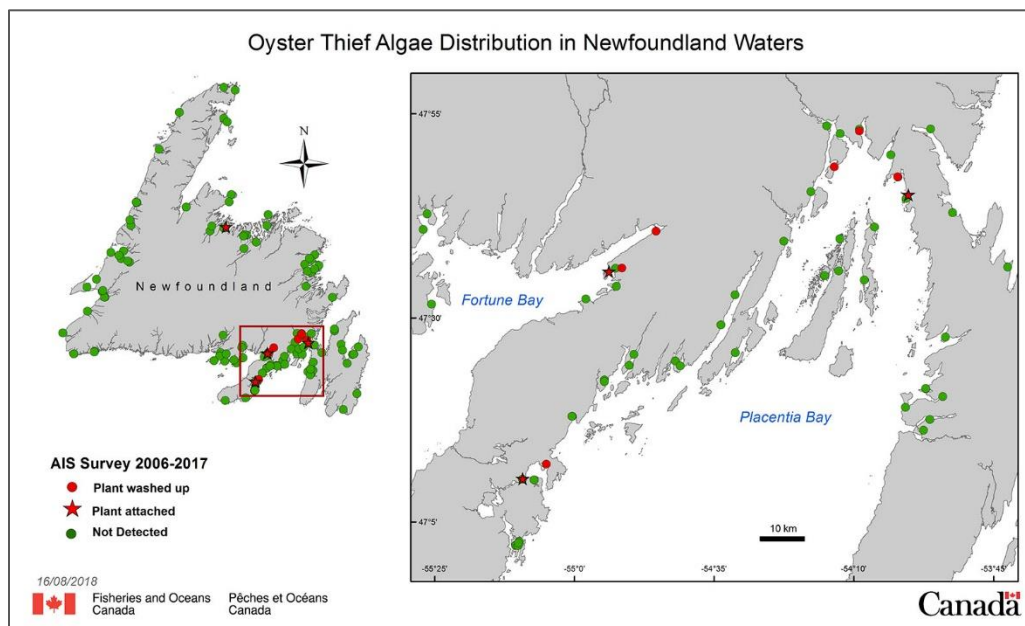 Oyster Thief Algae Distribution in Newfoundland Waters
N
Newfoundland
AIS Survey 2006-2017
Plant washed up
Plant attached
Not Detected
16/08/2018
Fisheries and Oceans
Canada
Pêches et Océans
Canada
47°55'
47°30'
47°5'
Fortune Bay
Placentia Bay
10 km
-55°25'
-55°0'
-54°35'
-54°10'
-53°45'
Canada